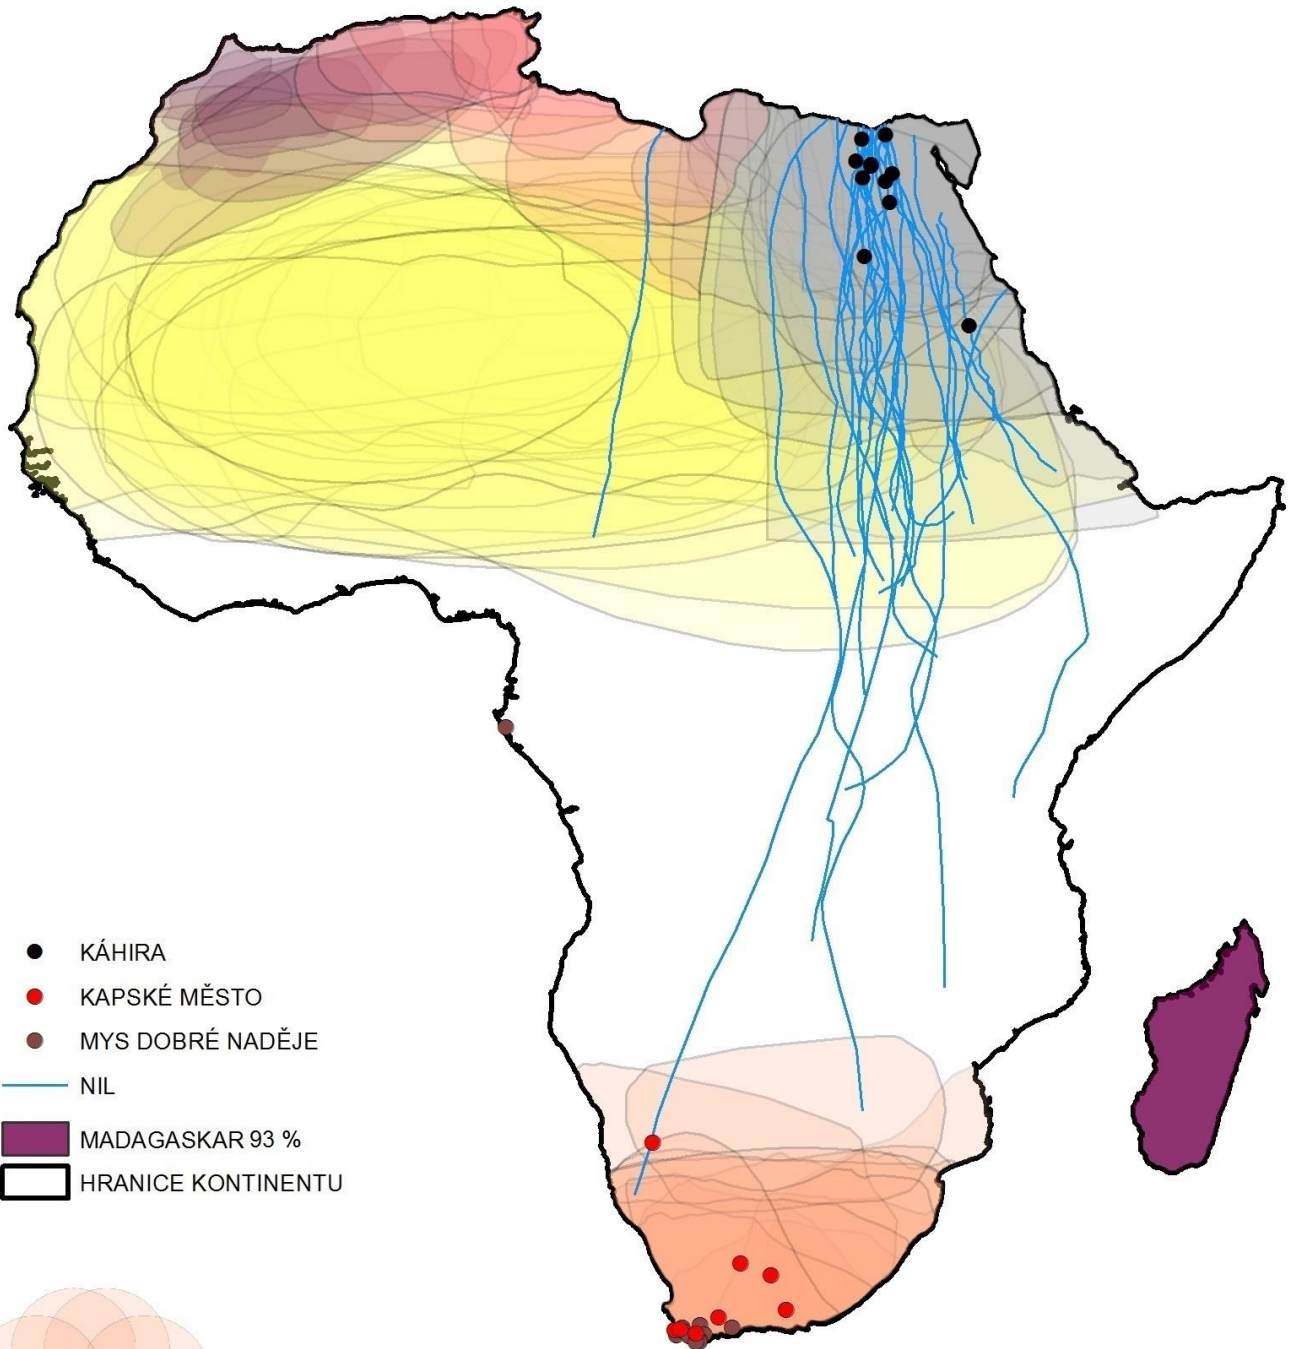 KÁHIRA
KAPSKÉ MĚSTO
MYS DOBRÉ NADĚJE
NIL
MADAGASKAR 93 %
HRANICE KONTINENTU